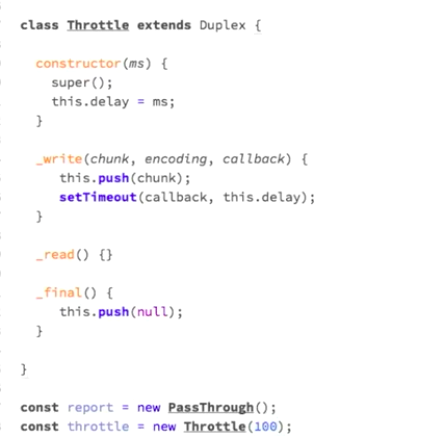 class Throttle extends Duplex {
constructor(ms) {
super();
this.delay = ms;
}
_write(chunk, encoding, callback) {
this.push(chunk);
setTimeout(callback, this.delay);
}
_read() {}
_final() {
this.push(null);
}
}
const report = new PassThrough();
const throttle = new Throttle(100);